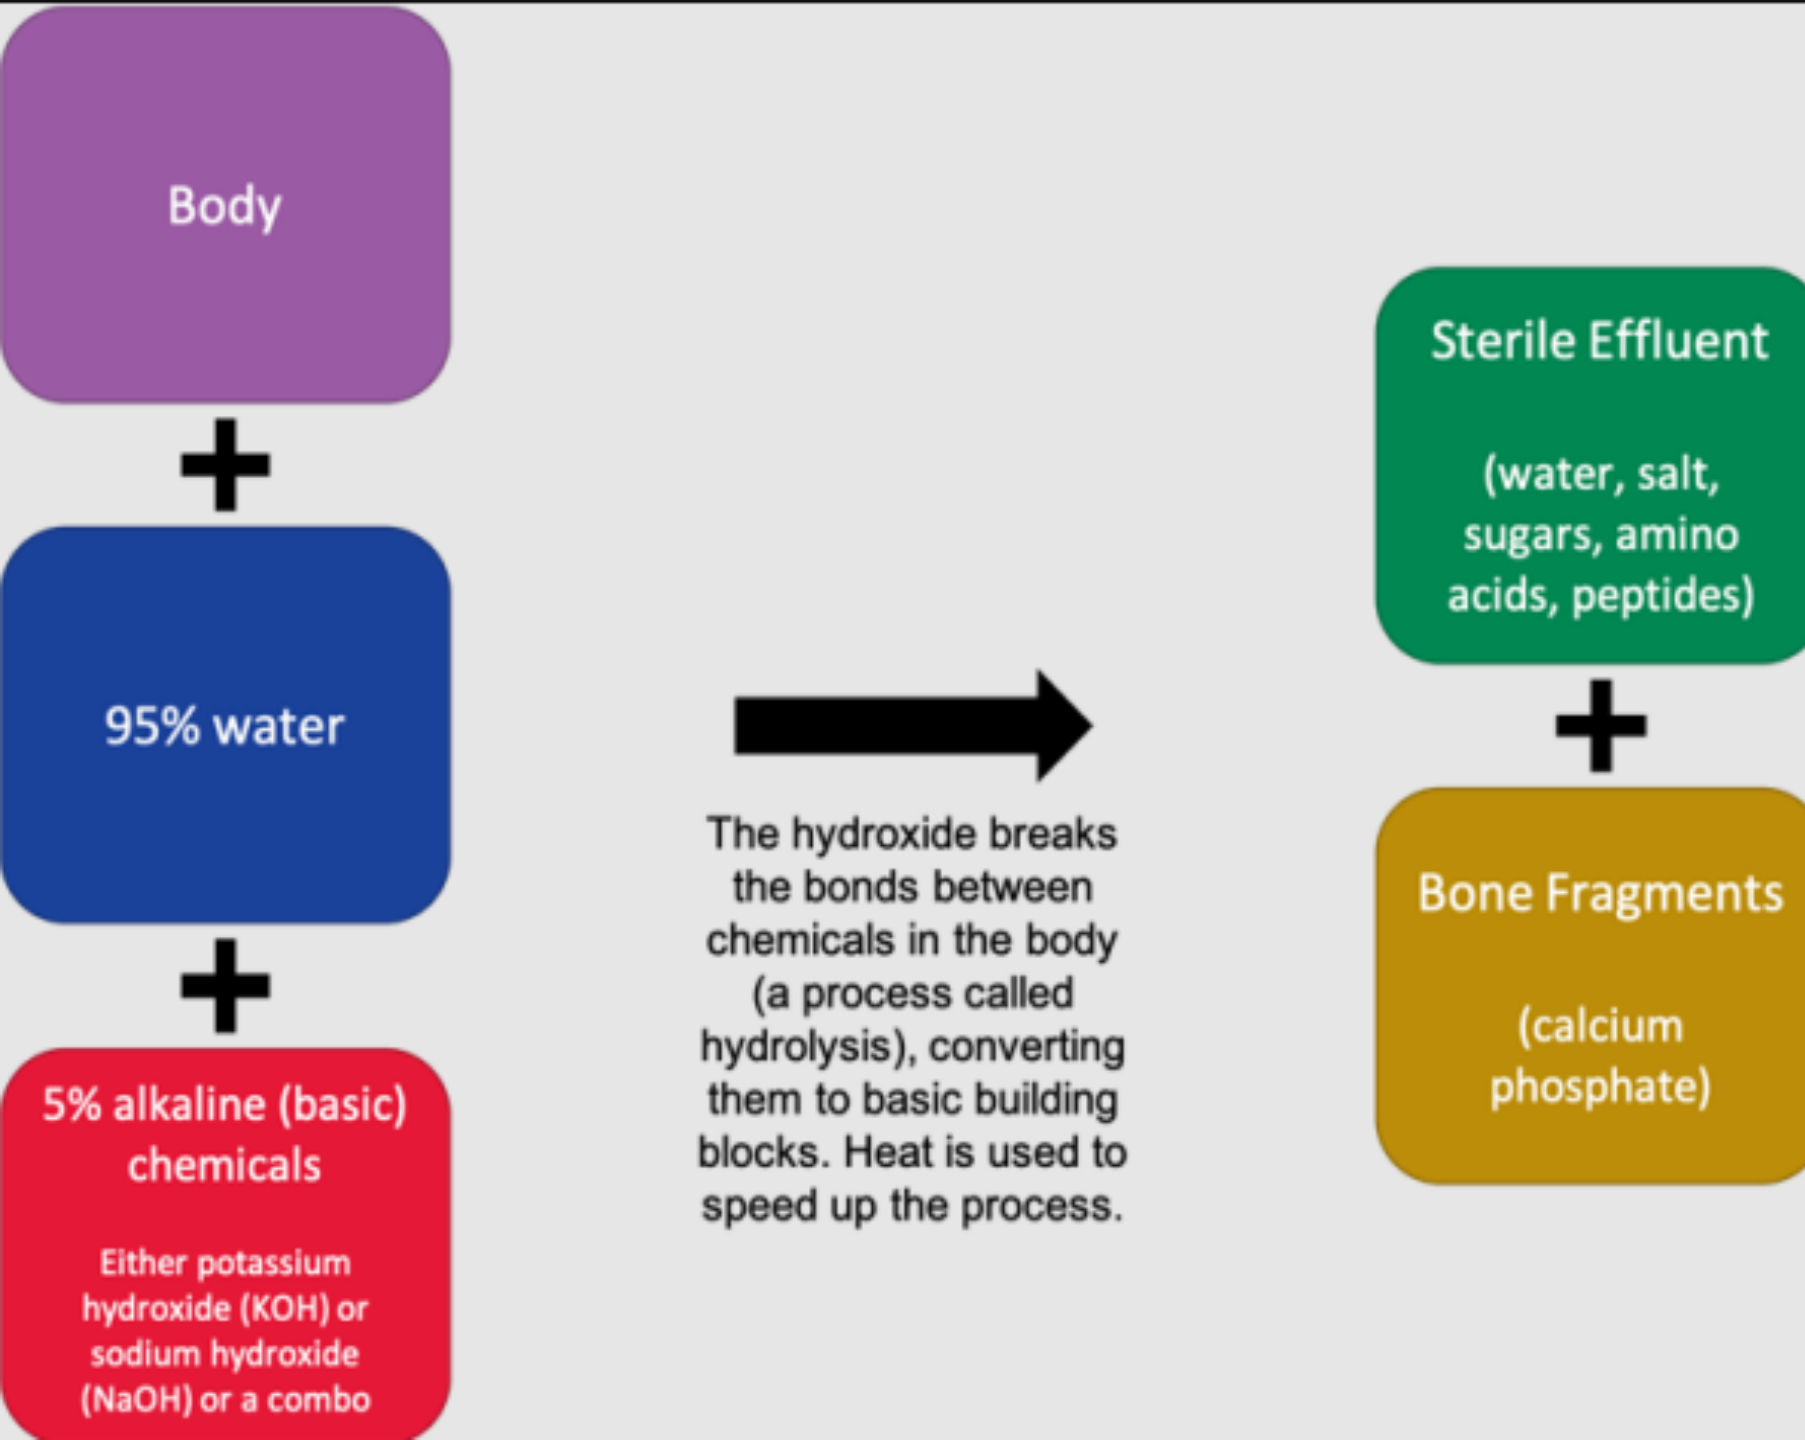 Body
95% water
5% alkaline (basic)
chemicals
Either potassium
hydroxide (KOH) or
sodium hydroxide
(NaOH) or a combo
The hydroxide breaks
the bonds between
chemicals in the body
(a process called
hydrolysis), converting
them to basic building
blocks. Heat is used to
speed up the process.
Sterile Effluent
(water, salt,
sugars, amino
acids, peptides)
Bone Fragments
(calcium
phosphate)